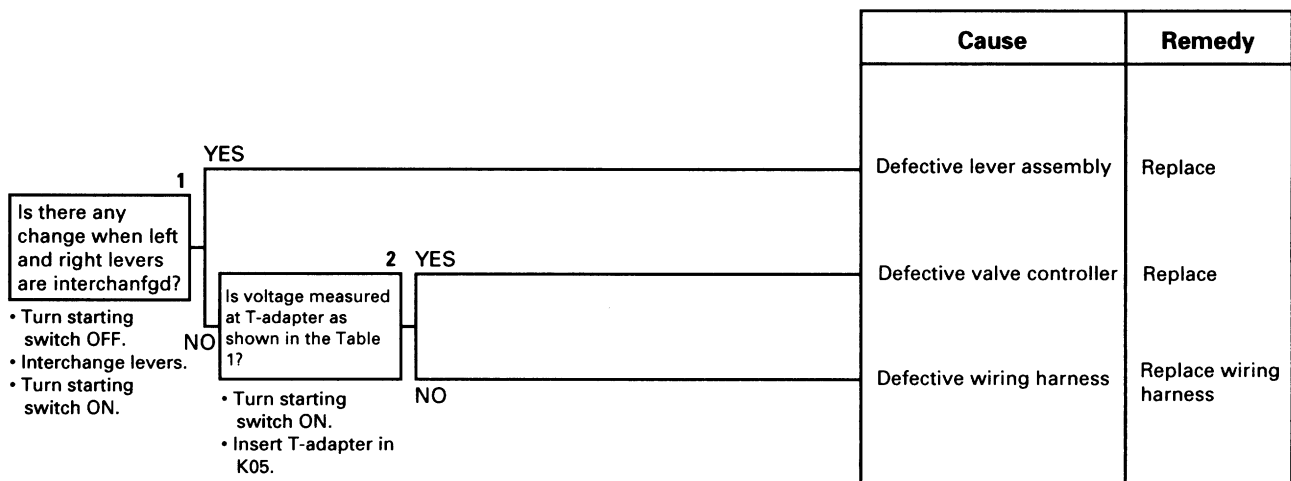 Cause
Remedy
YES
1
Is there any
change when left
and right levers
are interchanfgd?
• Turn starting
switch OFF.
• Interchange levers.
• Turn starting
switch ON.
NO
2
Is voltage measured
at T-adapter as
shown in the Table
1?
• Turn starting
switch ON.
• Insert T-adapter in
K05.
YES
NO
Defective lever assembly
Replace
Defective valve controller
Replace
Defective wiring harness
Replace wiring
harness